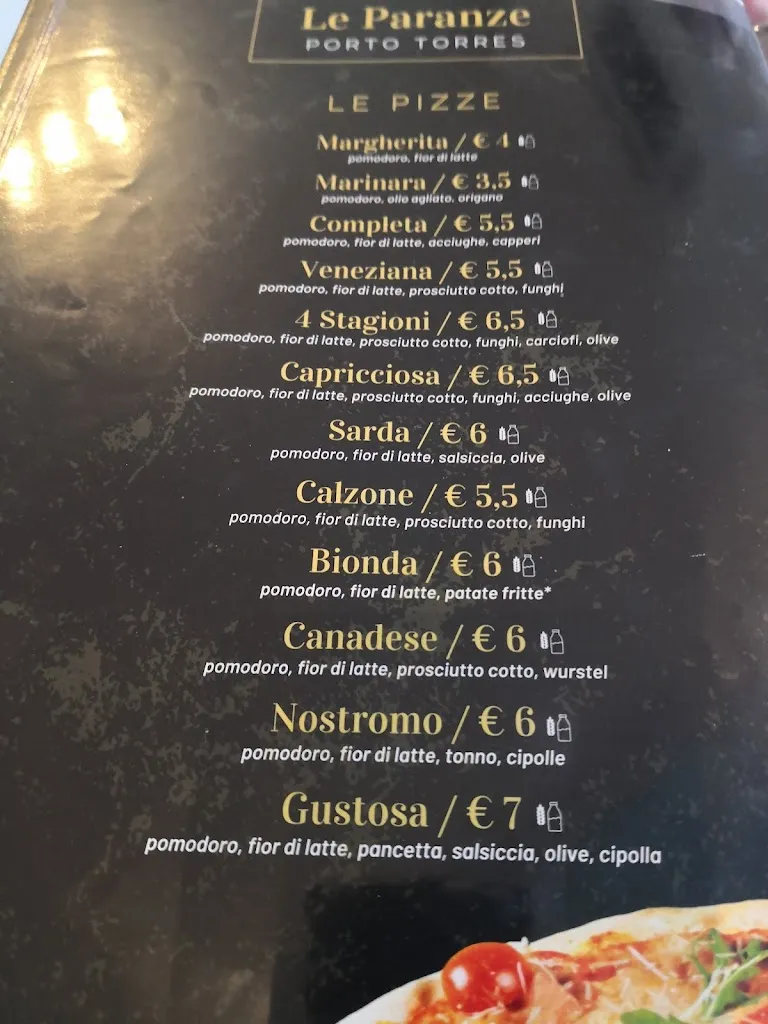 Le Paranze
PORTO TORRES
LE PIZZE
Margherita / € 4
pomodoro, fior di latte
Marinara / € 3,5
pomodoro, olio agliato, origano
Completa / € 5,5
pomodoro, fior di latte, acciughe, capperi
Veneziana / € 5,5
pomodoro, fior di latte, prosciutto cotto, funghi
4 Stagioni / € 6,5
pomodoro, fior di latte, prosciutto cotto, funghi, carciofi, olive
Capricciosa / € 6,5
pomodoro, fior di latte, prosciutto cotto, funghi, acciughe, olive
Sarda / € 6
pomodoro, fior di latte, salsiccia, olive
Calzone / € 5,5
pomodoro, fior di latte, prosciutto cotto, funghi
Bionda / € 6
pomodoro, fior di latte, patate fritte*
Canadese / € 6
pomodoro, fior di latte, prosciutto cotto, wurstel
Nostromo / € 6
pomodoro, fior di latte, tonno, cipolle
Gustosa / € 7
pomodoro, fior di latte, pancetta, salsiccia, olive, cipolla